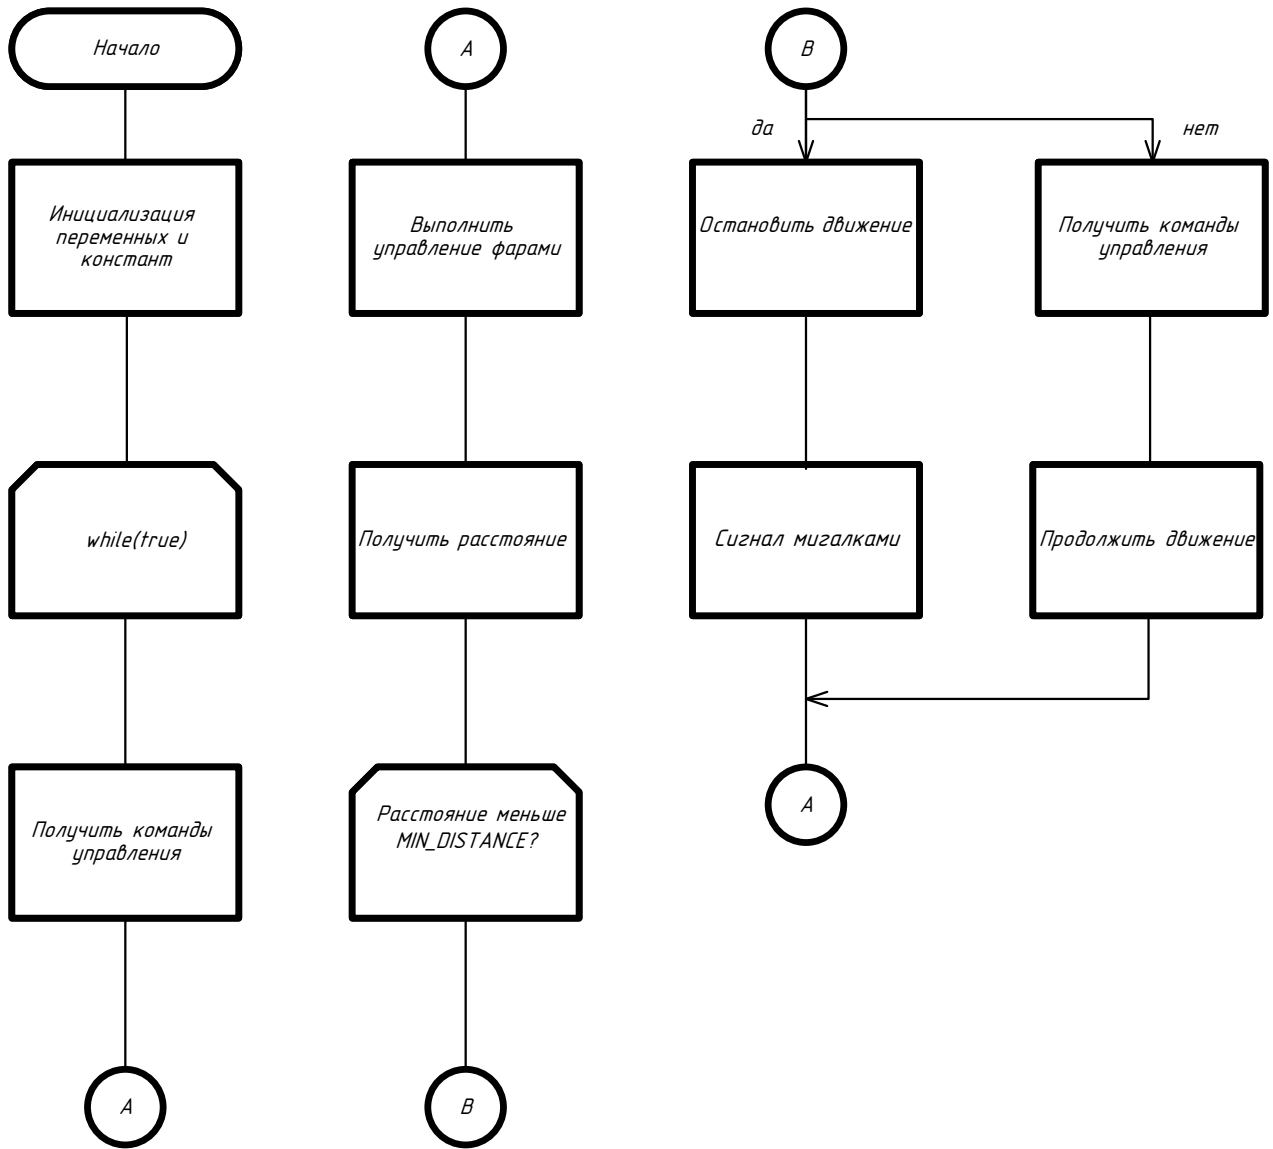 Начало
Инициализация
переменных и
констант
while(true)
Получить команды
управления
A
A
Выполнить
управление фарами
Получить расстояние
Расстояние меньше
MIN_DISTANCE?
B
B
да
нет
Остановить движение
Получить команды
управления
Сигнал мигалками
Продолжить движение
A